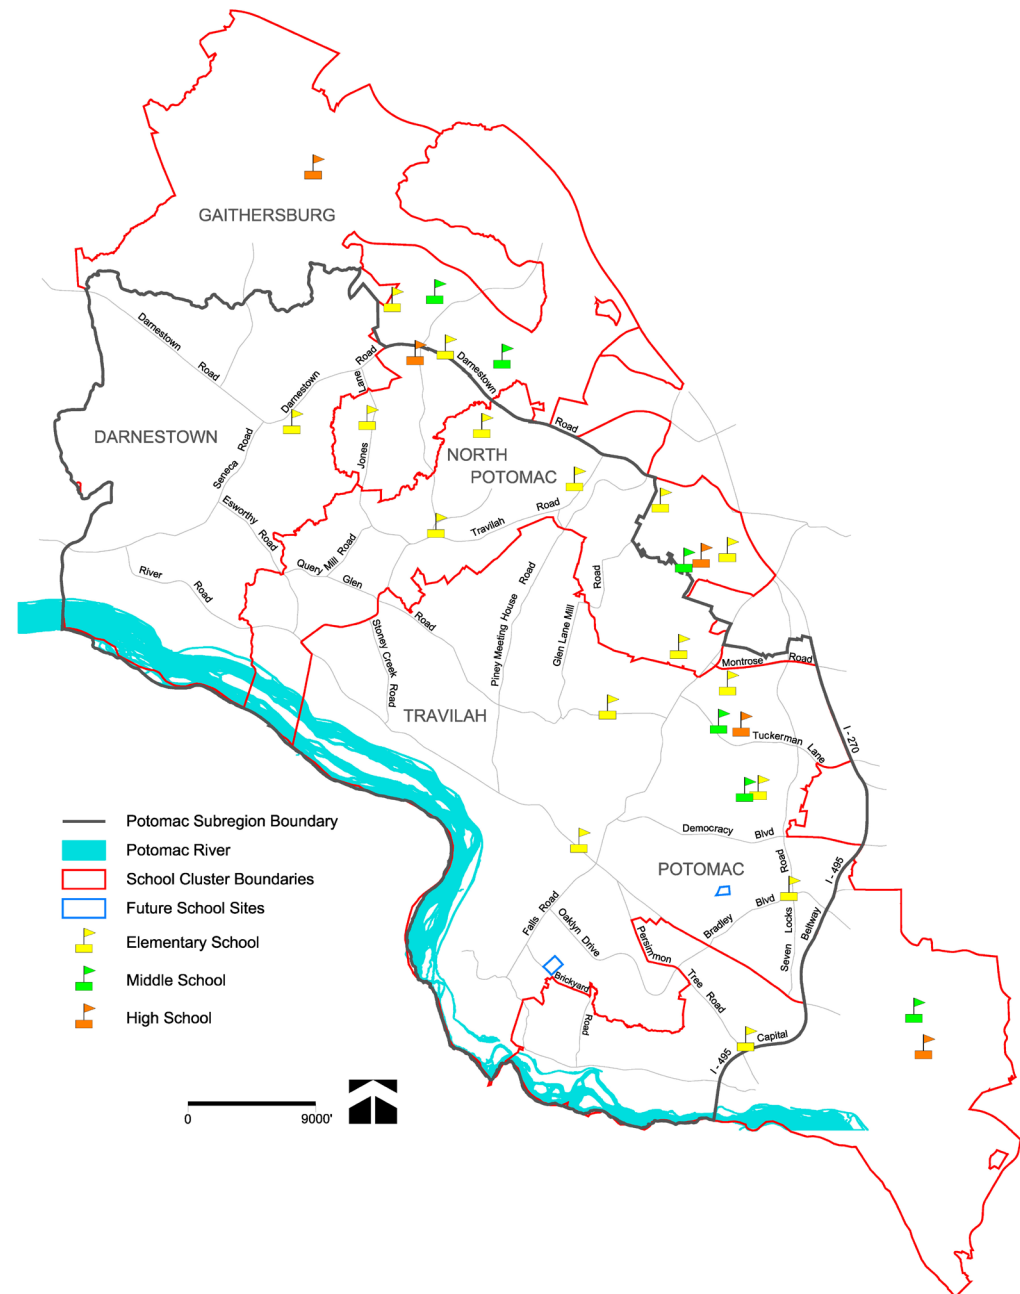 GAITHERSBURG
Darnestown
Road
Darnestown
Road
Lane
Darnestown
Road
DARNESTOWN
Seneca Road
Jones
NORTH
POTOMAC
Esworthy
Road
Travilah Road
Query Mill Road
Glen
Road
River
Road
Stoney Creek
Road
Piney Meeting House Road
Glen Lane Mill
Road
Montrose Road
TRAVILAH
Tuckerman Lane
I - 270
Democracy Blvd
POTOMAC
Road
Seven Locks
I - 495
Beltway
Bradley Blvd
Falls Road
Oaklyn Drive
Persimmon
Tree Road
Brickyard
Road
Capital
I - 495
Potomac Subregion Boundary
Potomac River
School Cluster Boundaries
Future School Sites
Elementary School
Middle School
High School
0 9000'